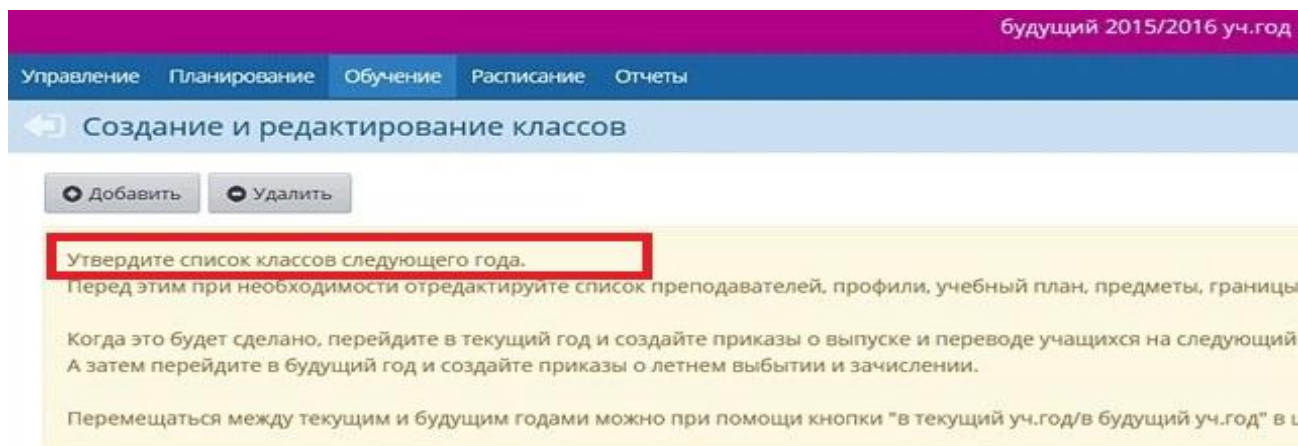 будущий 2015/2016 уч.год
Управление Планирование Обучение Расписание Отчеты
Создание и редактирование классов
Добавить Удалить
Утвердите список классов следующего года.
Перед этим при необходимости отредактируйте список преподавателей, профили, учебный план, предметы, границы
Когда это будет сделано, перейдите в текущий год и создайте приказы о выпуске и переводе учащихся на следующий
А затем перейдите в будущий год и создайте приказы о летнем выбытии и зачислении.
Перемещаться между текущим и будущим годами можно при помощи кнопки "в текущий уч.год/в будущий уч.год" в